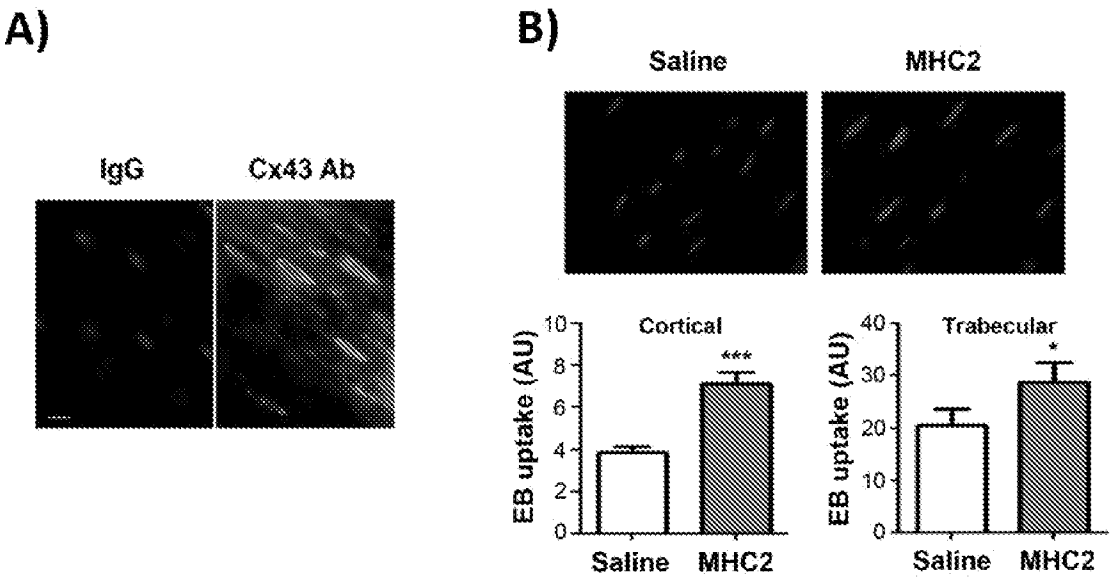 A)
IgG
Cx43 Ab
B)
Saline
MHC2
EB uptake (AU)
10
8
6
4
2
0
Cortical
***
Saline
MHC2
EB uptake (AU)
40
30
20
10
0
Trabecular
*
Saline
MHC2